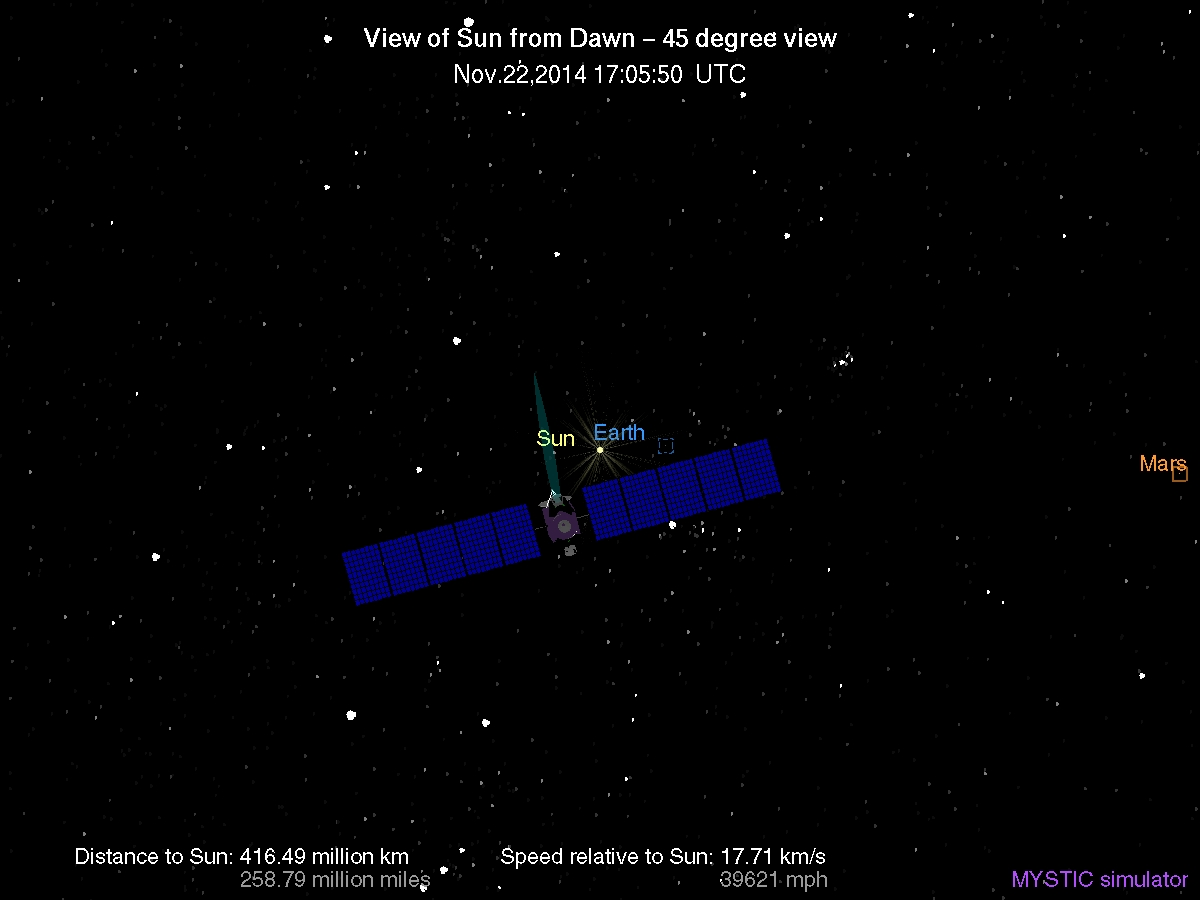 View of Sun from Dawn – 45 degree view
Nov.22,2014 17:05:50 UTC
Sun
Earth
Mars
Distance to Sun: 416.49 million km
258.79 million miles
Speed relative to Sun: 17.71 km/s
39621 mph
MYSTIC simulator